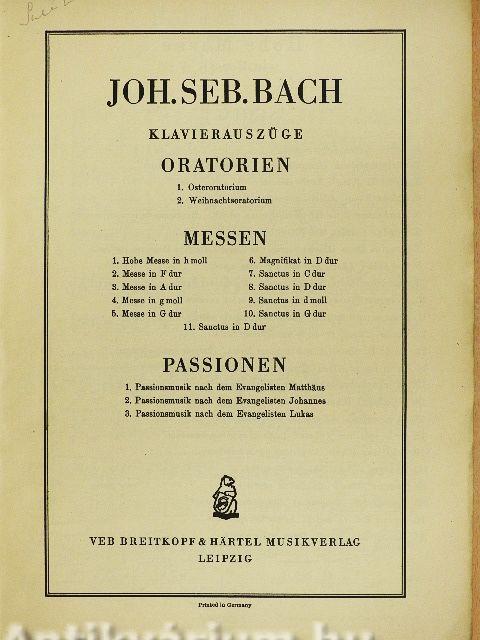 JOH. SEB. BACH
KLAVIERAUSZÜGE
ORATORIEN
1. Osteroratorium
2. Weihnachtsoratorium
MESSEN
1. Hohe Messe in h moll
2. Messe in F dur
3. Messe in A dur
4. Messe in g moll
5. Messe in G dur
6. Magnifikat in D dur
7. Sanctus in C dur
8. Sanctus in D dur
9. Sanctus in d moll
10. Sanctus in G dur
11. Sanctus in D dur
PASSIONEN
1. Passionsmusik nach dem Evangelisten Matthäus
2. Passionsmusik nach dem Evangelisten Johannes
3. Passionsmusik nach dem Evangelisten Lukas
VEB BREITKOPF & HÄRTEL MUSIKVERLAG
LEIPZIG
Printed in Germany
Antikvárium.hu